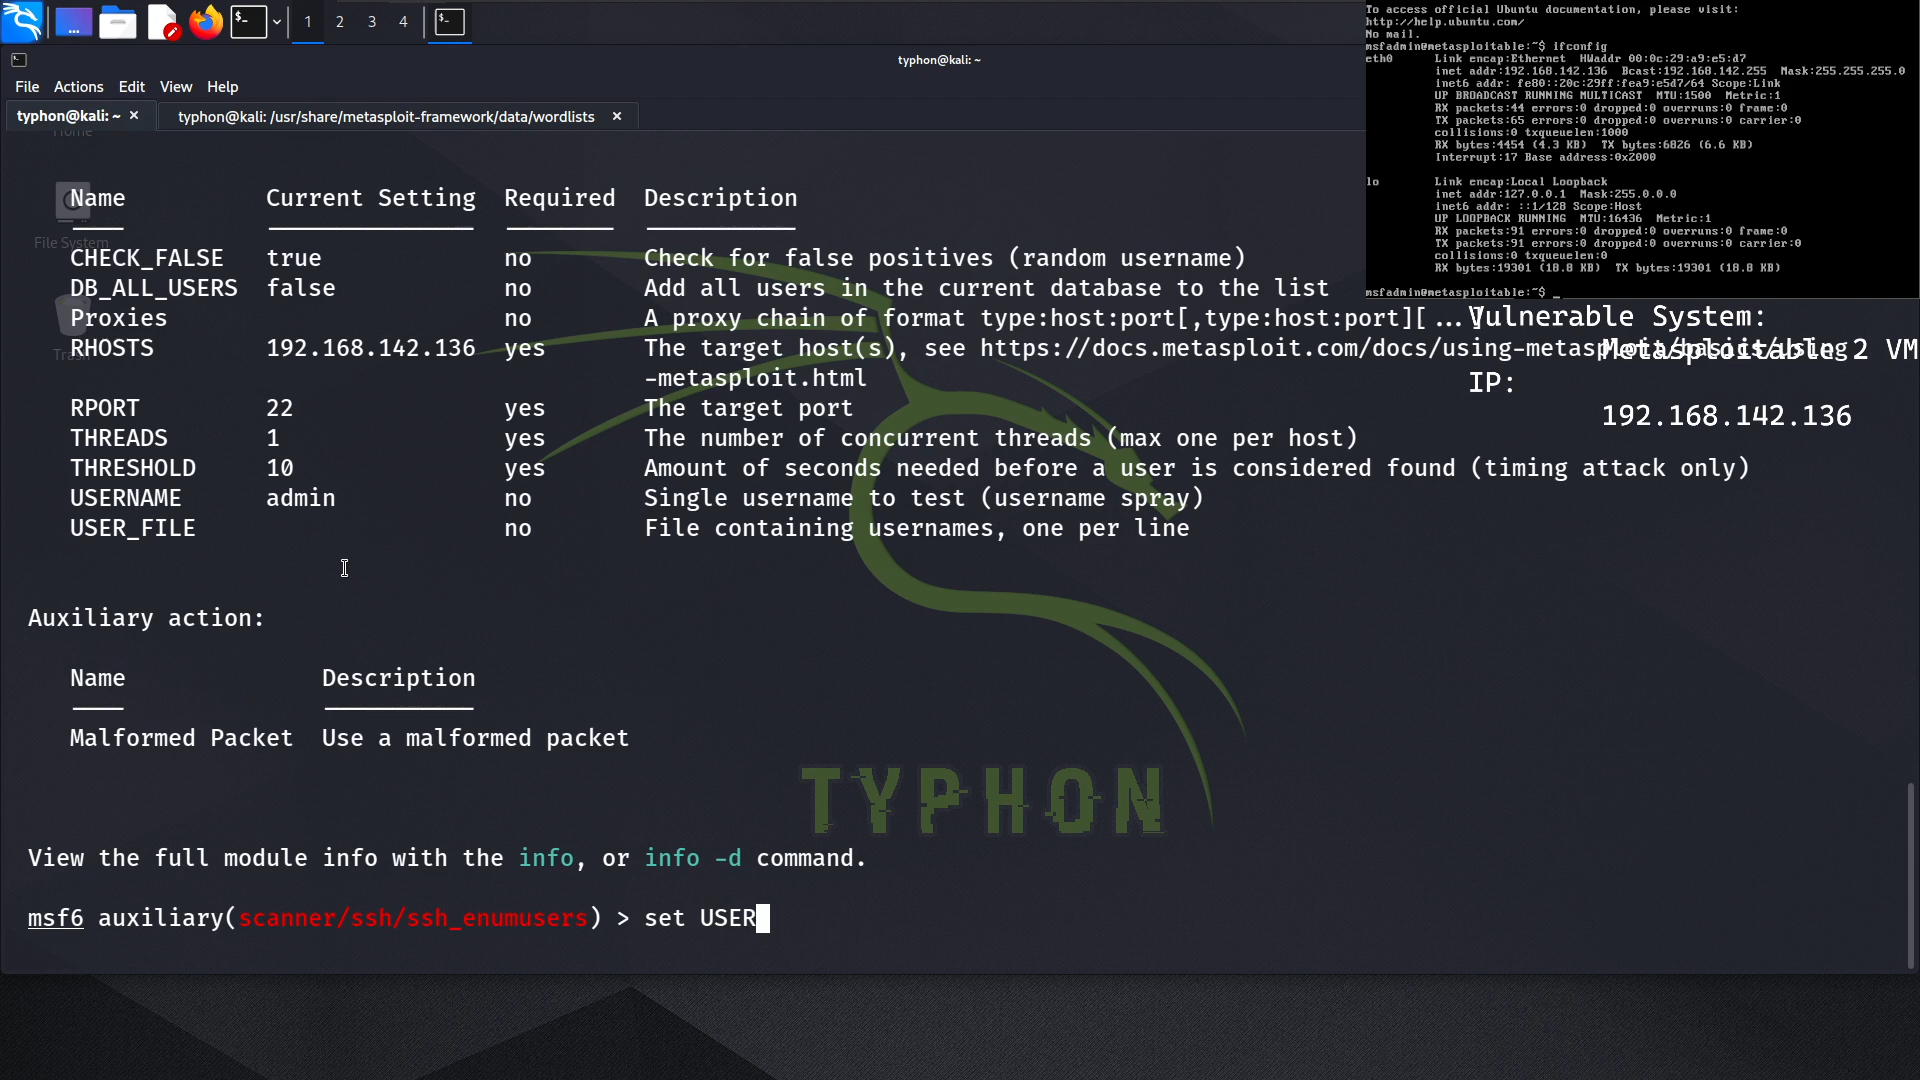 1 2 3 4
typhon@kali: ~
File Actions Edit View Help
typhon@kali: ~ × typhon@kali: /usr/share/metasploit-framework/data/wordlists ×
Home
File System
Trash
Name Current Setting Required Description
CHECK_FALSE true no Check for false positives (random username)
DB_ALL_USERS false no Add all users in the current database to the list
Proxies no A proxy chain of format type:host:port[,type:host:port][ ... ]
RHOSTS 192.168.142.136 yes The target host(s), see https://docs.metasploit.com/docs/using-metasploit/basics/using
-metasploit.html
RPORT 22 yes The target port
THREADS 1 yes The number of concurrent threads (max one per host)
THRESHOLD 10 yes Amount of seconds needed before a user is considered found (timing attack only)
USERNAME admin no Single username to test (username spray)
USER_FILE no File containing usernames, one per line
Auxiliary action:
Name Description
Malformed Packet Use a malformed packet
TYPHON
View the full module info with the info, or info -d command.
msf6 auxiliary(scanner/ssh/ssh_enumusers) > set USER
To access official Ubuntu documentation, please visit:
http://help.ubuntu.com/
No mail.
msfadmin@metasploitable:~$ ifconfig
eth0 Link encap:Ethernet HWaddr 00:0c:29:a9:e5:d7
inet addr:192.168.142.136 Bcast:192.168.142.255 Mask:255.255.255.0
inet6 addr: fe80::20c:29ff:fea9:e5d7/64 Scope:Link
UP BROADCAST RUNNING MULTICAST MTU:1500 Metric:1
RX packets:44 errors:0 dropped:0 overruns:0 frame:0
TX packets:65 errors:0 dropped:0 overruns:0 carrier:0
collisions:0 txqueuelen:1000
RX bytes:4454 (4.3 KB) TX bytes:6826 (6.6 KB)
Interrupt:17 Base address:0x2000
lo Link encap:Local Loopback
inet addr:127.0.0.1 Mask:255.0.0.0
inet6 addr: ::1/128 Scope:Host
UP LOOPBACK RUNNING MTU:16436 Metric:1
RX packets:91 errors:0 dropped:0 overruns:0 frame:0
TX packets:91 errors:0 dropped:0 overruns:0 carrier:0
collisions:0 txqueuelen:0
RX bytes:19301 (18.8 KB) TX bytes:19301 (18.8 KB)
msfadmin@metasploitable:~$ _
Vulnerable System:
Metasploitable 2 VM
IP:
192.168.142.136